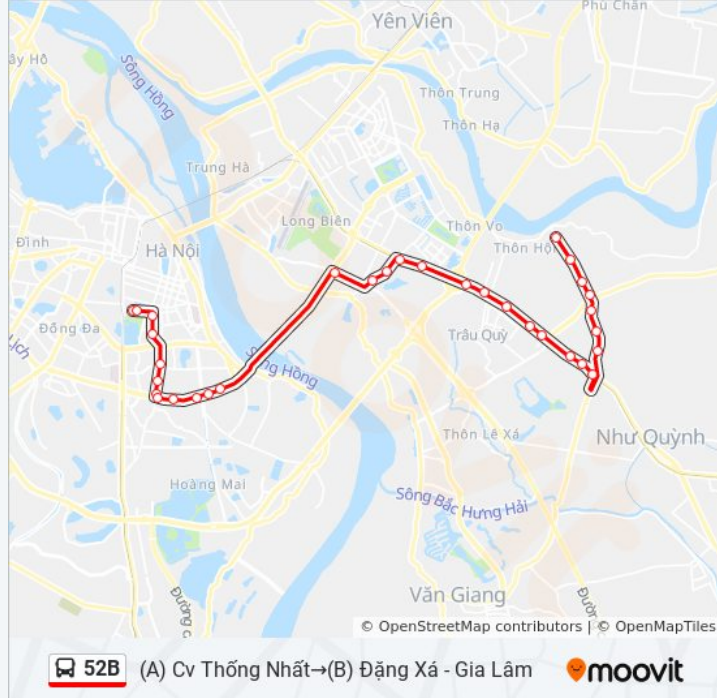 Phù Chẩn
Yên Viên
ây Hồ
Sông Hồng
Thôn Trung
Thôn Hạ
Trung Hà
Long Biên
Thôn Vo
Đình
Hà Nội
Thôn Hội
Đống Đa
Trâu Quỳ
Lịch
Sông Hồng
Thôn Lê Xá
Như Quỳnh
Hoàng Mai
Sông Bắc Hưng Hải
Văn Giang
© OpenStreetMap contributors | © OpenMapTiles
52B (A) Cv Thống Nhất→(B) Đặng Xá - Gia Lâm moovit